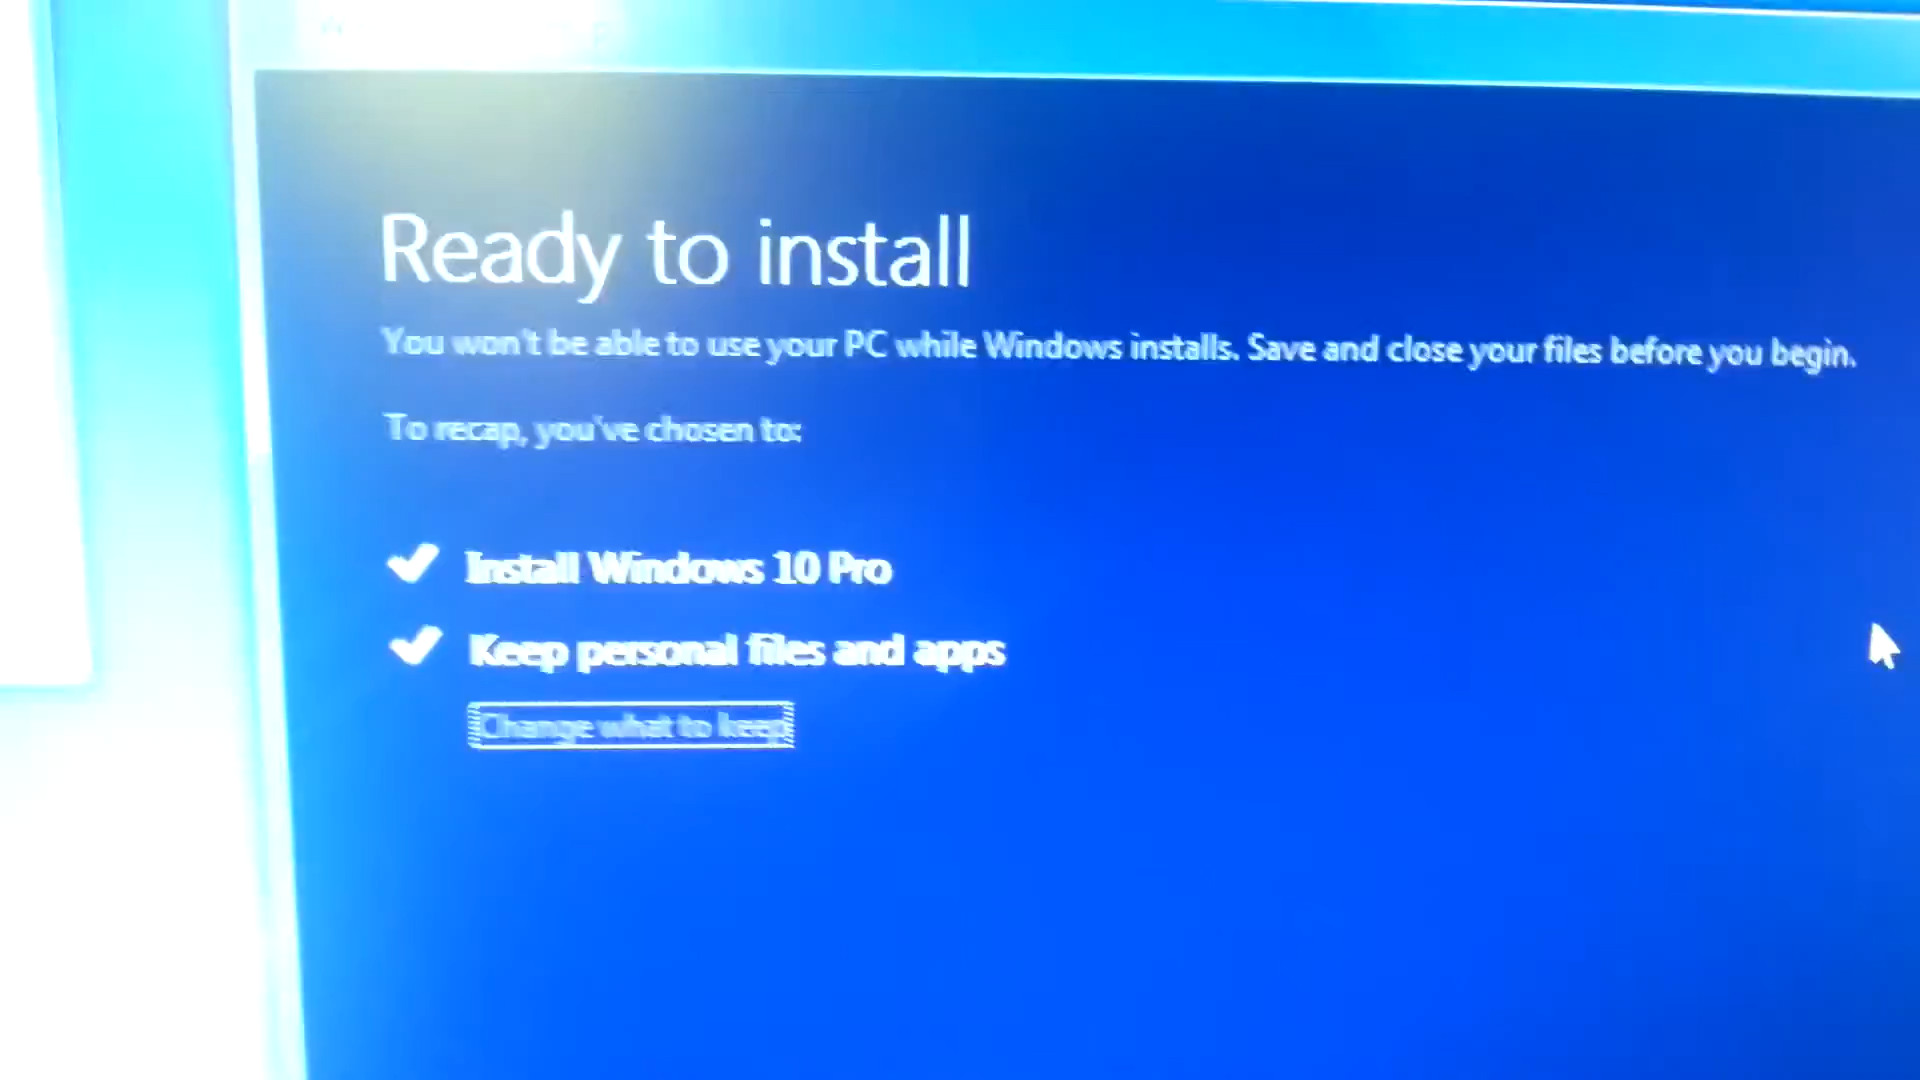 Ready to install
You won't be able to use your PC while Windows installs. Save and close your files before you begin.
To recap, you've chosen to:
Install Windows 10 Pro
Keep personal files and apps
Change what to keep